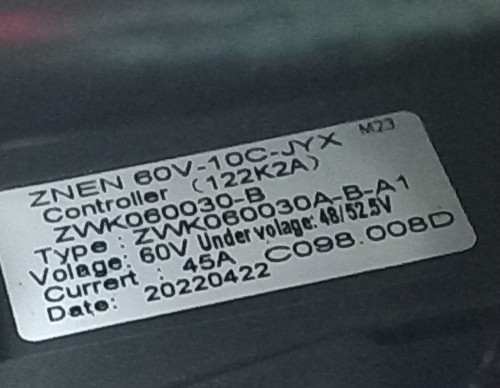 M23
ZNEN 60V-10C-JYX
Controller (122K2A)
ZWK060030-B
Type : ZWK060030A-B-A1
Volage: 60V Under volage: 48/52.5V
Currert : 45A C098.008D
Date: 20220422